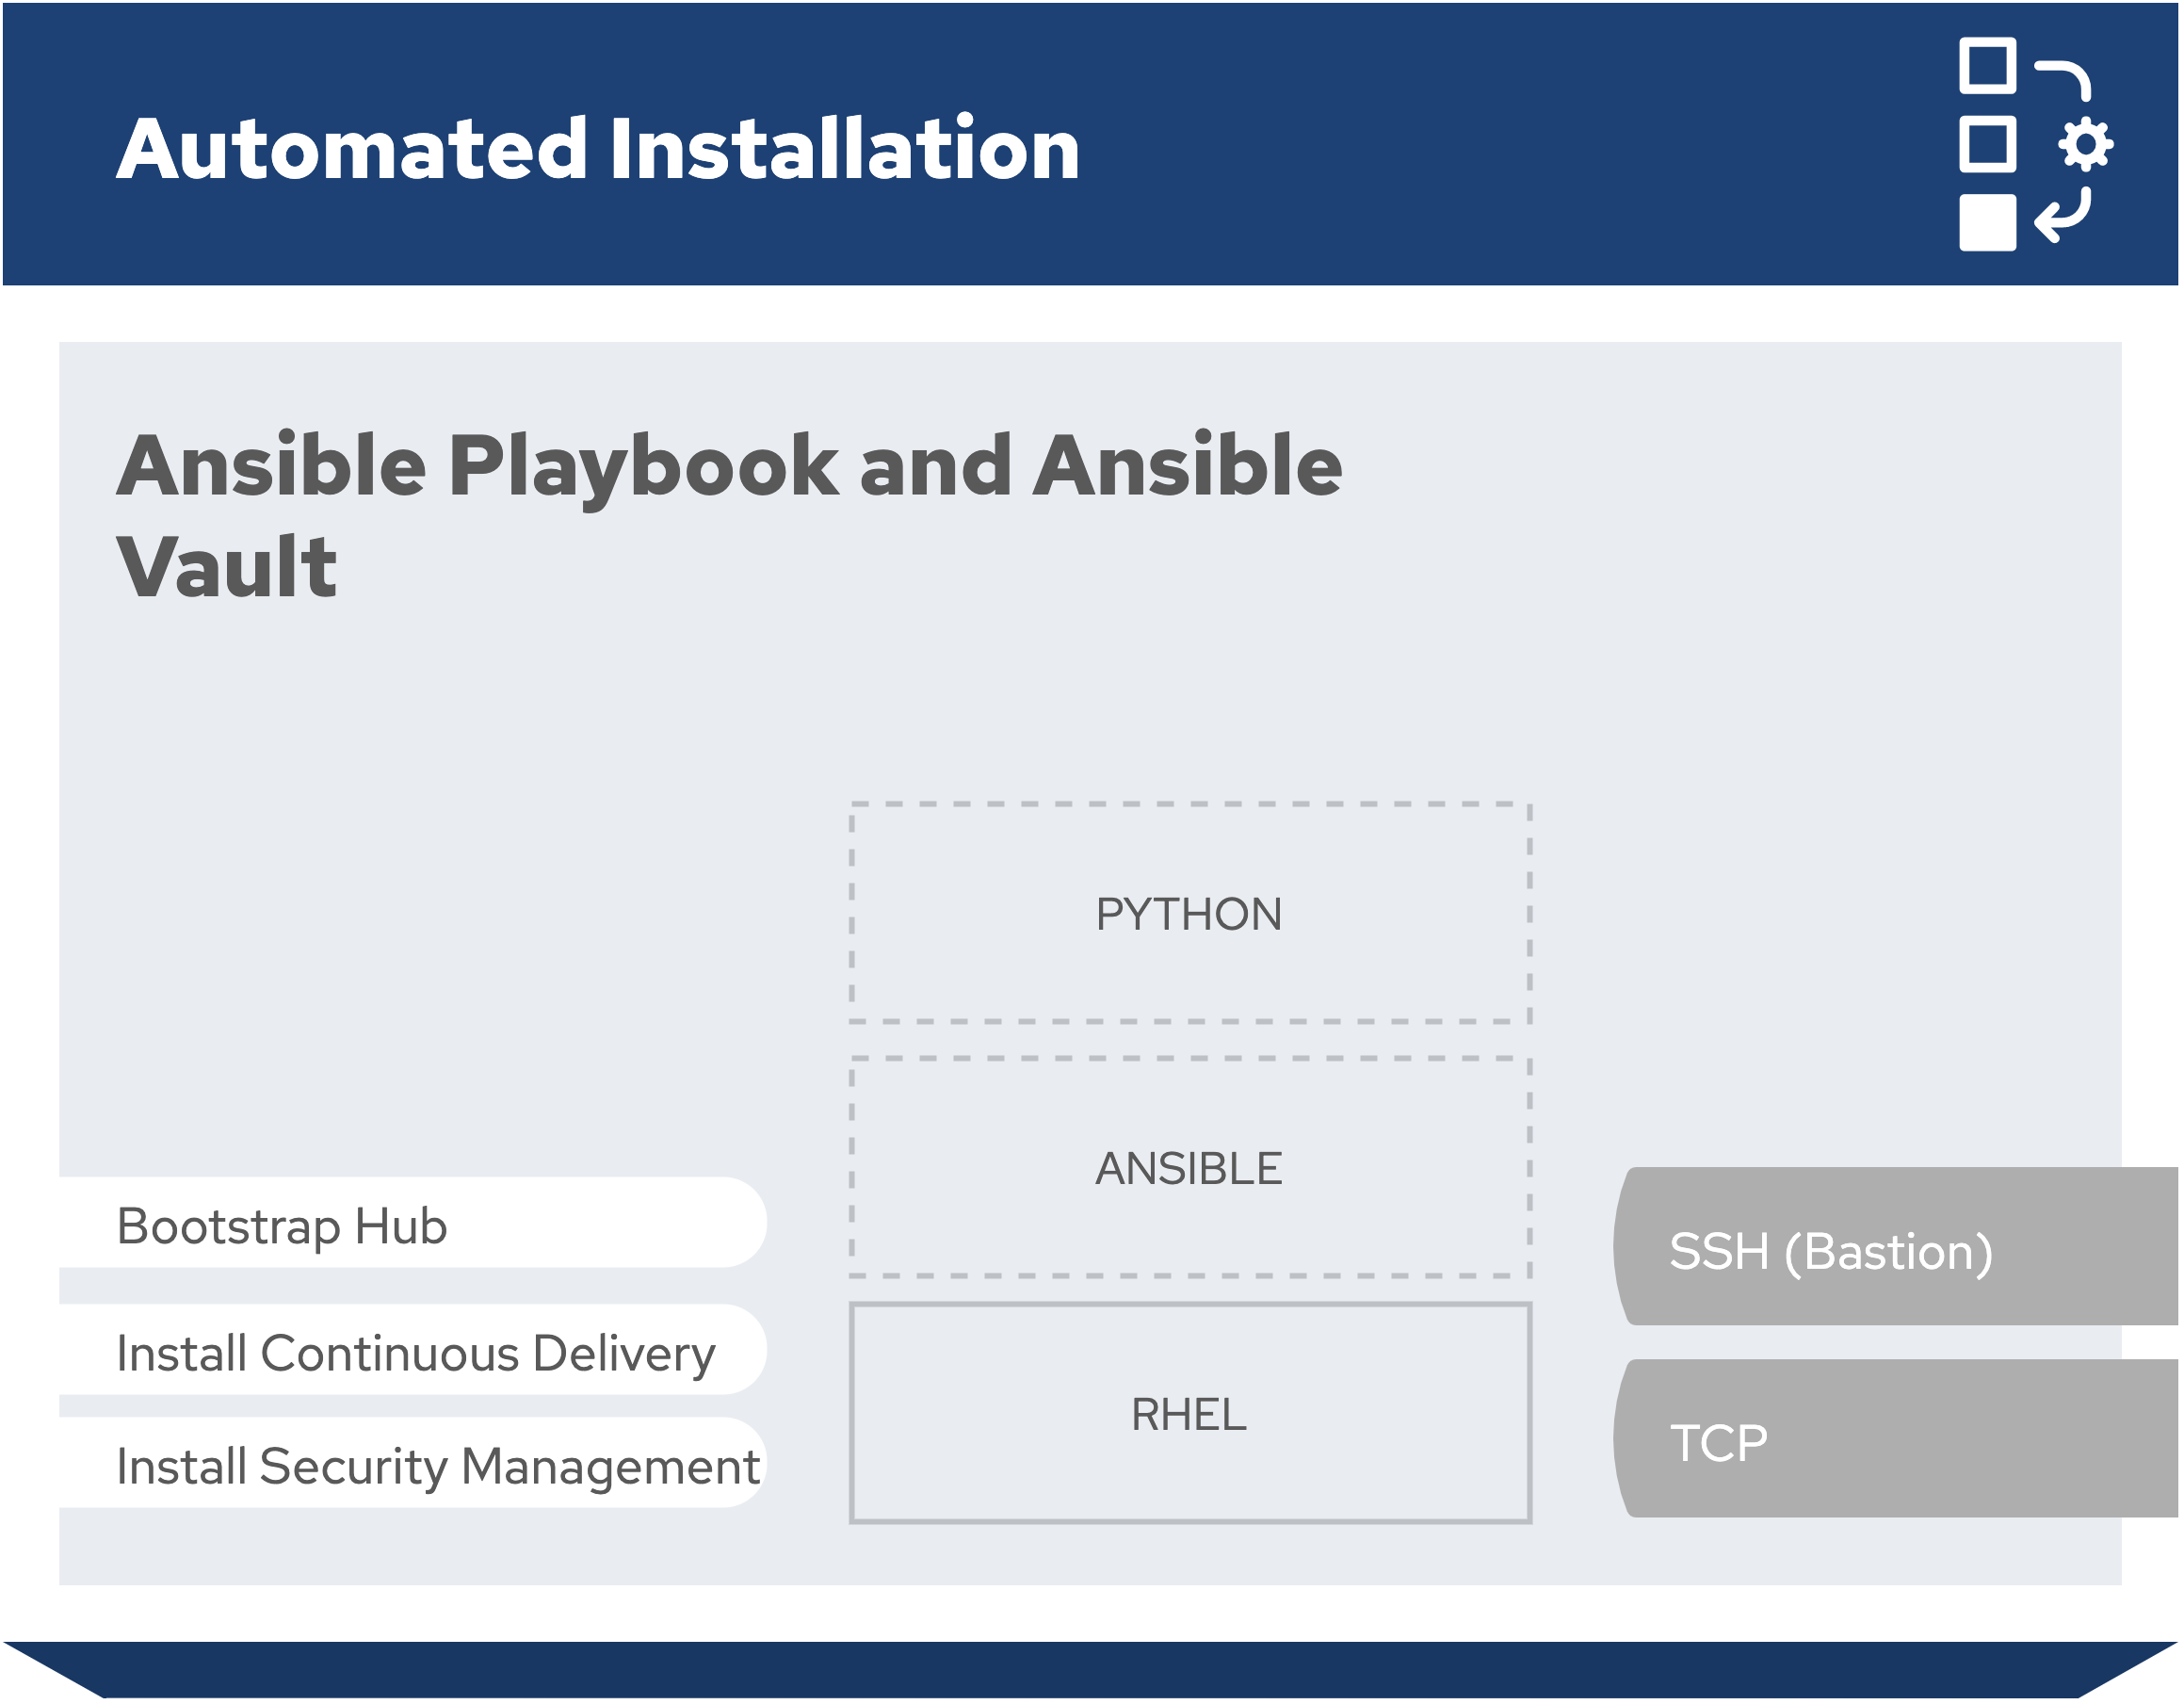 Automated Installation
Ansible Playbook and Ansible
Vault
PYTHON
ANSIBLE
RHEL
Bootstrap Hub
Install Continuous Delivery
Install Security Management
SSH (Bastion)
TCP